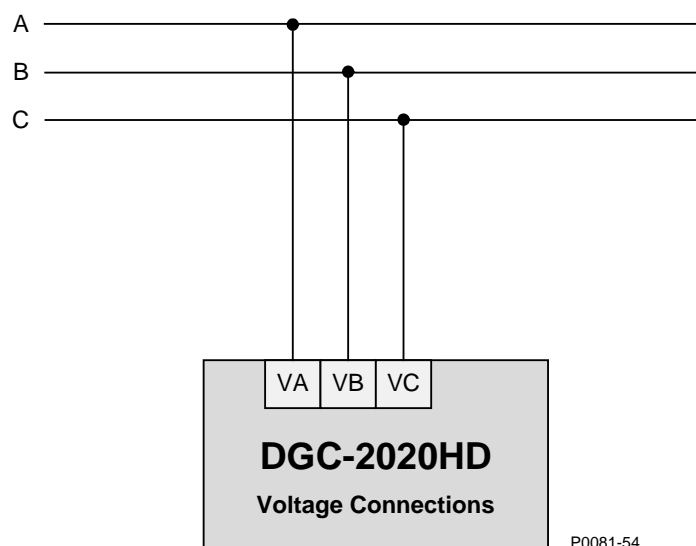 A
B
C
VA VB VC
DGC-2020HD
Voltage Connections
P0081-54